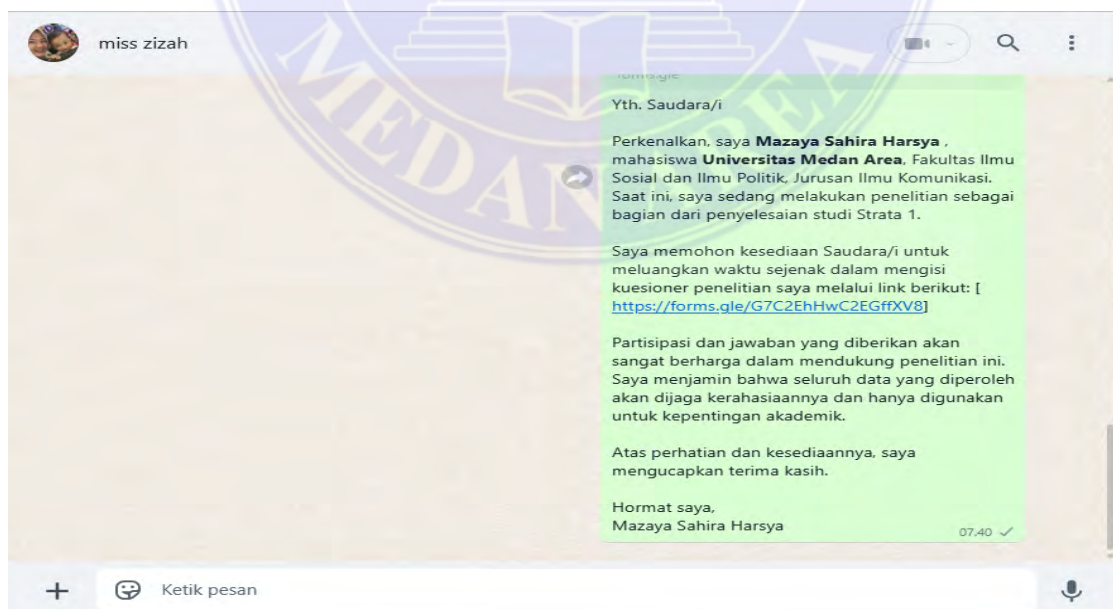 miss zizah
forms.gle
Yth. Saudara/i
Perkenalkan, saya Mazaya Sahira Harsya ,
mahasiswa Universitas Medan Area, Fakultas Ilmu
Sosial dan Ilmu Politik, Jurusan Ilmu Komunikasi.
Saat ini, saya sedang melakukan penelitian sebagai
bagian dari penyelesaian studi Strata 1.
Saya memohon kesediaan Saudara/i untuk
meluangkan waktu sejenak dalam mengisi
kuesioner penelitian saya melalui link berikut: [
https://forms.gle/G7C2EhHwC2EGffXV8]
Partisipasi dan jawaban yang diberikan akan
sangat berharga dalam mendukung penelitian ini.
Saya menjamin bahwa seluruh data yang diperoleh
akan dijaga kerahasiaannya dan hanya digunakan
untuk kepentingan akademik.
Atas perhatian dan kesediaannya, saya
mengucapkan terima kasih.
Hormat saya,
Mazaya Sahira Harsya
07.40
Ketik pesan
MEDAN AREA